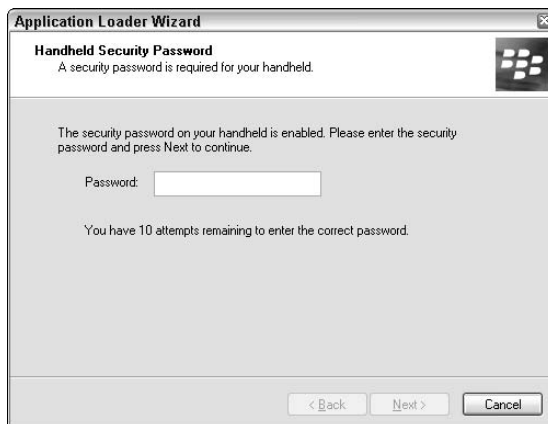 Application Loader Wizard
Handheld Security Password
A security password is required for your handheld.
The security password on your handheld is enabled. Please enter the security
password and press Next to continue.
Password:
You have 10 attempts remaining to enter the correct password.
< Back Next > Cancel